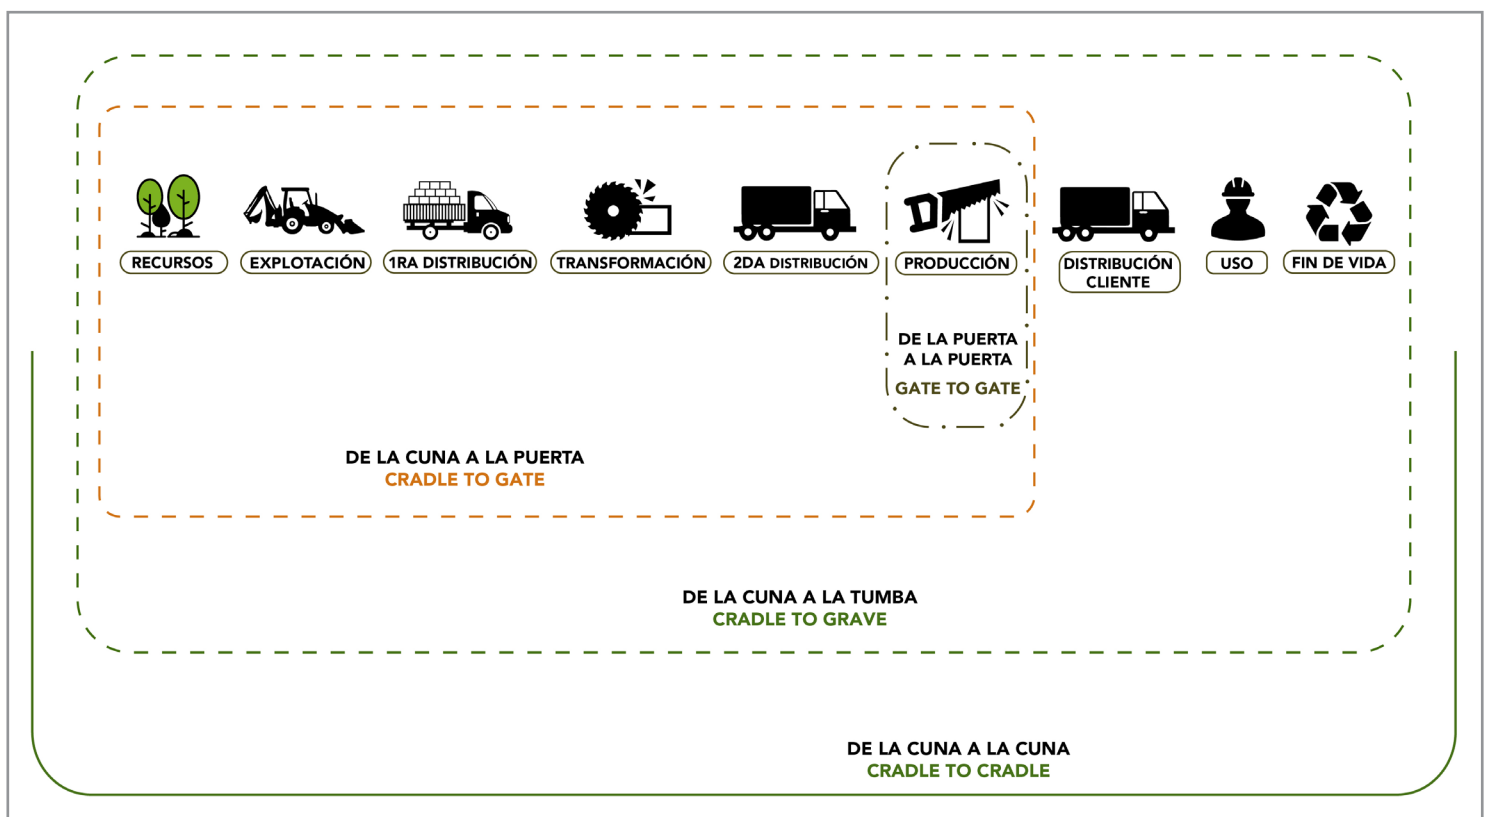 RECURSOS
EXPLOTACIÓN
1RA DISTRIBUCIÓN
TRANSFORMACIÓN
2DA DISTRIBUCIÓN
PRODUCCIÓN
DISTRIBUCIÓN
CLIENTE
USO
FIN DE VIDA
DE LA PUERTA
A LA PUERTA
GATE TO GATE
DE LA CUNA A LA PUERTA
CRADLE TO GATE
DE LA CUNA A LA TUMBA
CRADLE TO GRAVE
DE LA CUNA A LA CUNA
CRADLE TO CRADLE